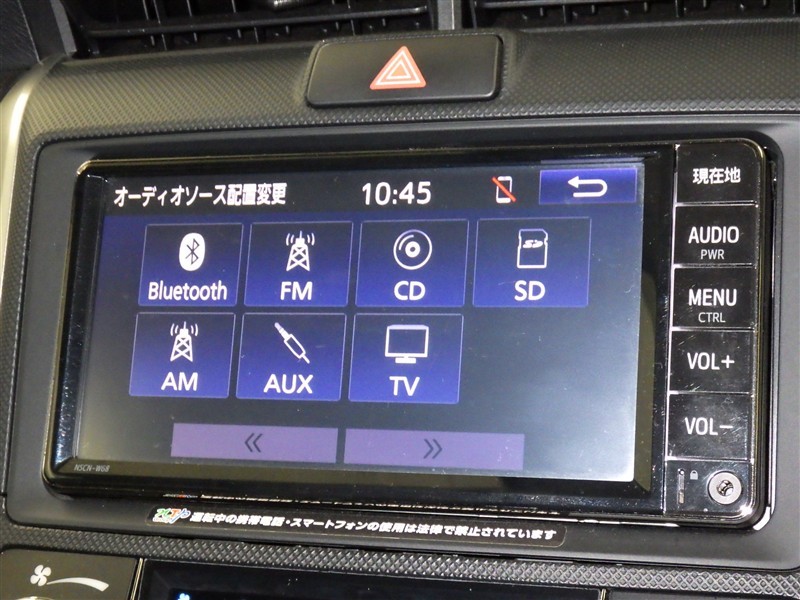 オーディオソース配置変更 10:45
現在地
AUDIO
PWR
Bluetooth FM CD SD
MENU
CTRL
AM AUX TV
VOL+
VOL-
NSCN-W68
運転中の携帯電話・スマートフォンの使用は法律で禁止されています